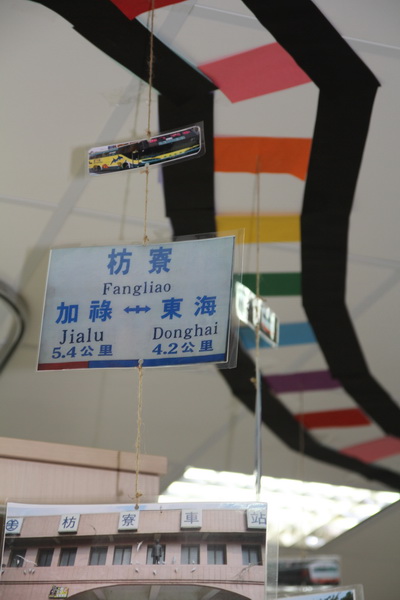 枋寮
Fangliao
加祿 ↔ 東海
Jialu Donghai
5.4公里 4.2公里
枋寮車站